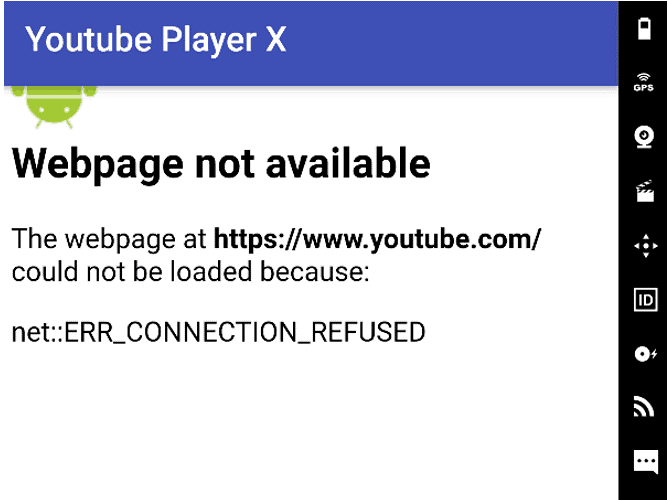 Youtube Player X
GPS
Webpage not available
The webpage at https://www.youtube.com/
could not be loaded because:
ID
net::ERR_CONNECTION_REFUSED